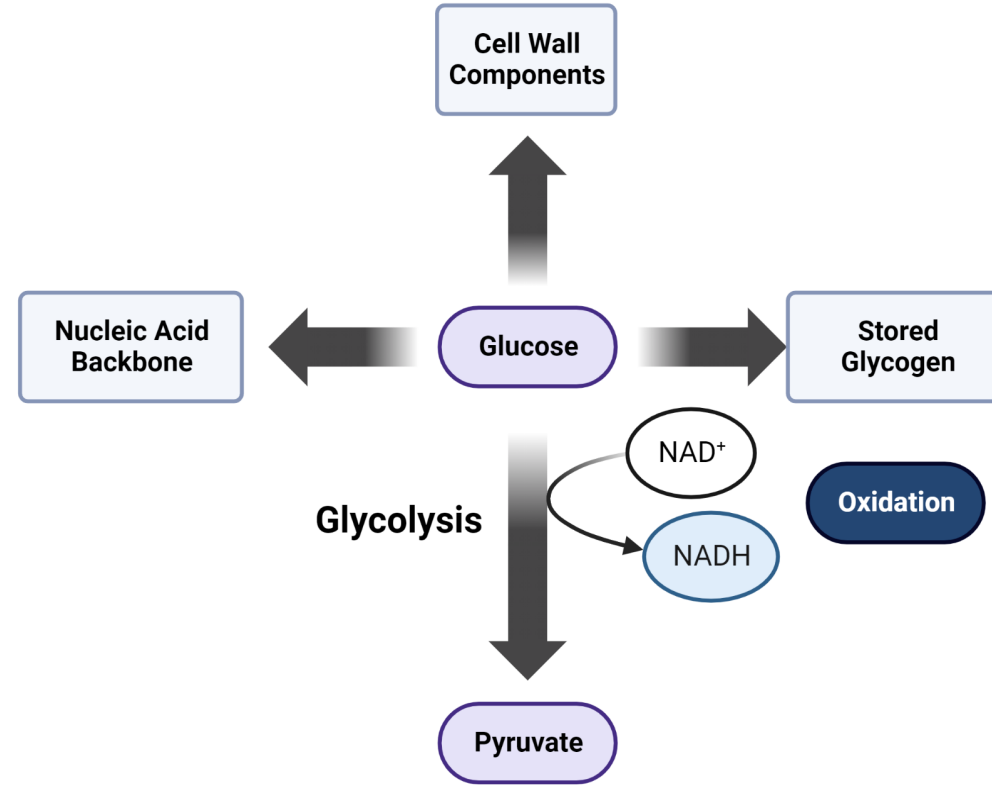 Cell Wall
Components
Nucleic Acid
Backbone
Glucose
Stored
Glycogen
NAD⁺
Oxidation
Glycolysis
NADH
Pyruvate